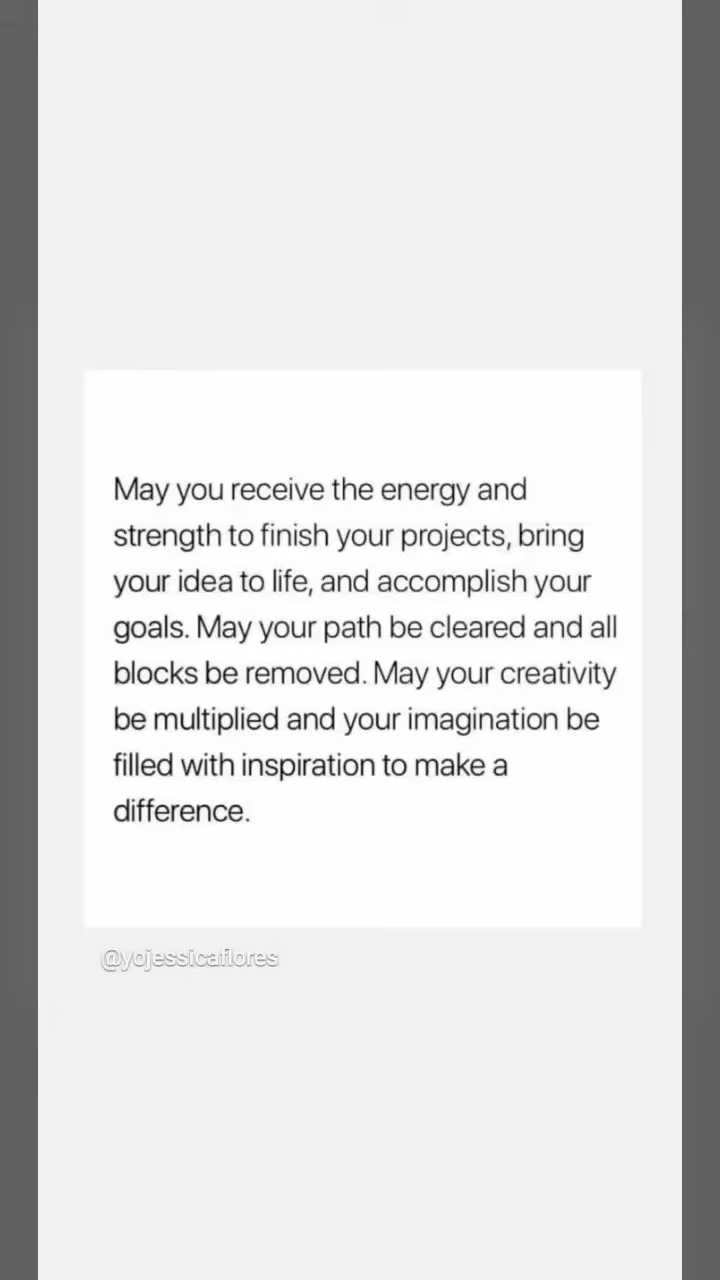 May you receive the energy and
strength to finish your projects, bring
your idea to life, and accomplish your
goals. May your path be cleared and all
blocks be removed. May your creativity
be multiplied and your imagination be
filled with inspiration to make a
difference.
@yojessicaflores